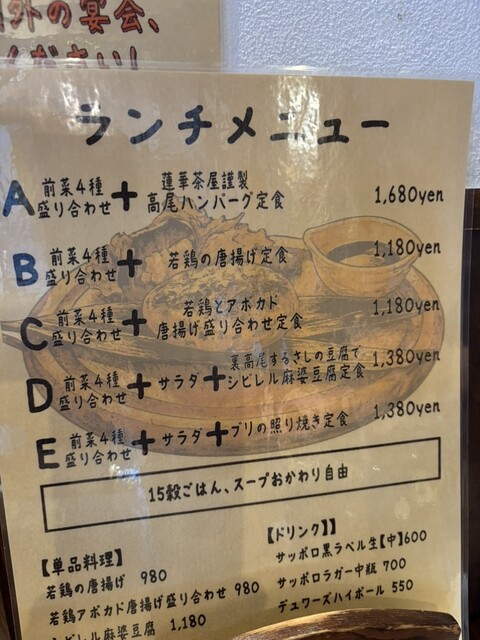 外の宴会、
ください!
ランチメニュー
A 前菜4種盛り合わせ + 蓮華茶屋謹製 高尾ハンバーグ定食 1,680yen
B 前菜4種盛り合わせ + 若鶏の唐揚げ定食 1,180yen
C 前菜4種盛り合わせ + 若鶏とアボカド 唐揚げ盛り合わせ定食 1,180yen
D 前菜4種盛り合わせ + サラダ + 裏高尾するさしの豆腐で シビレル麻婆豆腐定食 1,380yen
E 前菜4種盛り合わせ + サラダ + ブリの照り焼き定食 1,380yen
15穀ごはん、スープおかわり自由
【単品料理】
若鶏の唐揚げ 980
若鶏アボカド唐揚げ盛り合わせ 980
シビレル麻婆豆腐 1,180
【ドリンク】】
サッポロ黒ラベル生【中】600
サッポロラガー中瓶 700
デュワーズハイボール 550